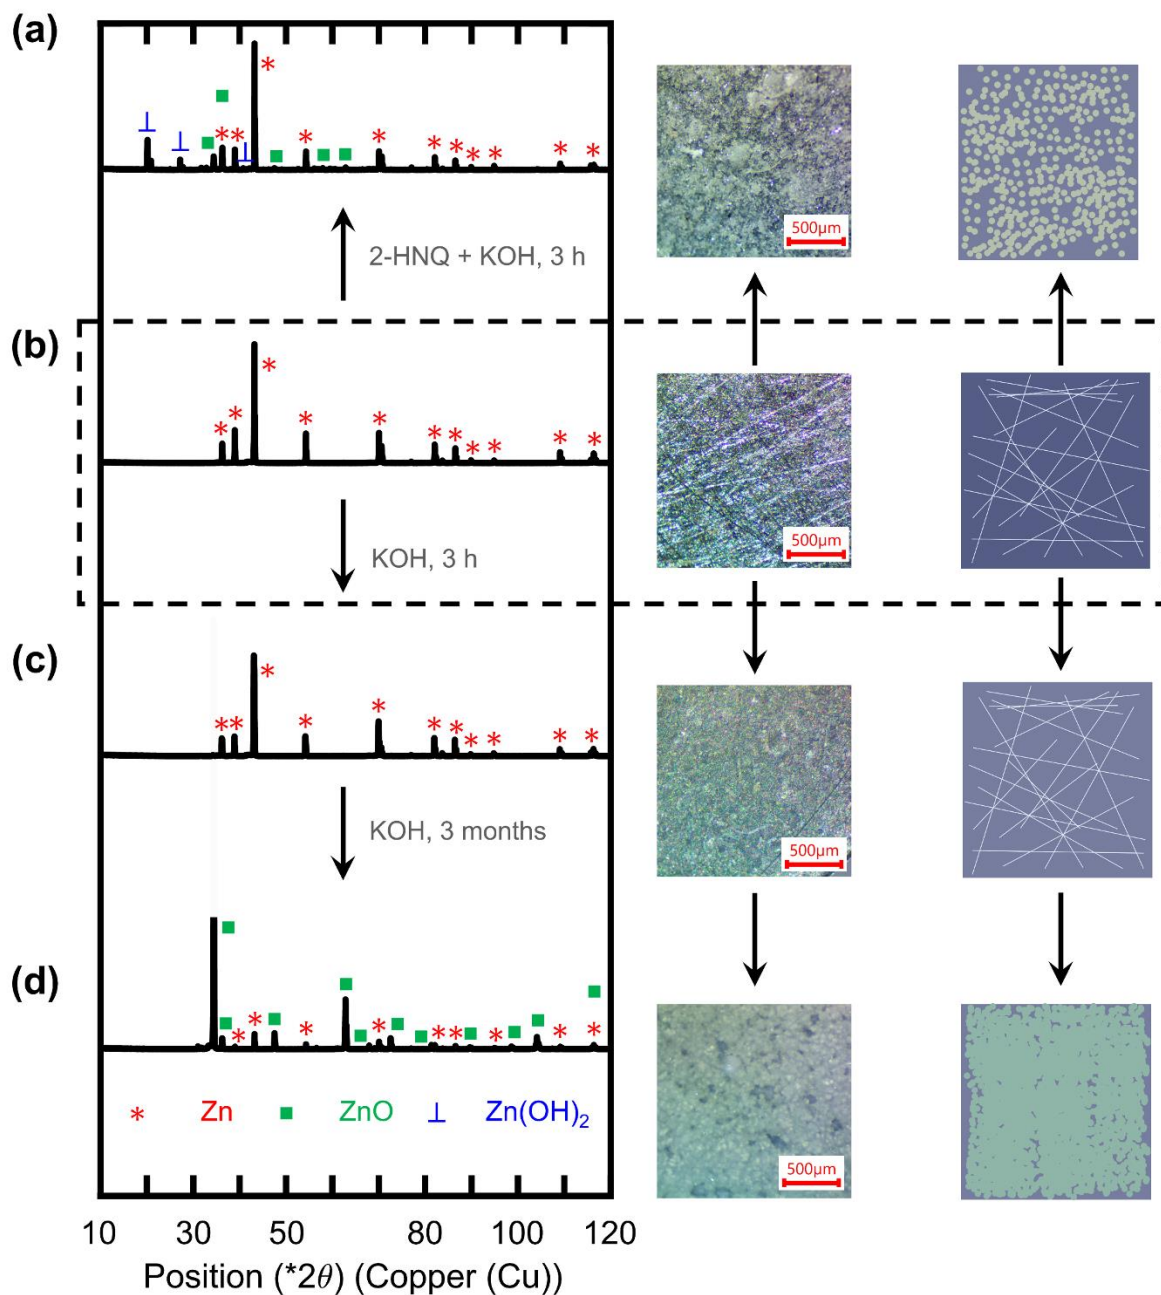 (a)
2-HNQ + KOH, 3 h
500μm
(b)
KOH, 3 h
500μm
(c)
KOH, 3 months
500μm
(d)
* Zn ■ ZnO ⊥ Zn(OH)₂
500μm
10 30 50 80 100 120
Position (*2θ) (Copper (Cu))